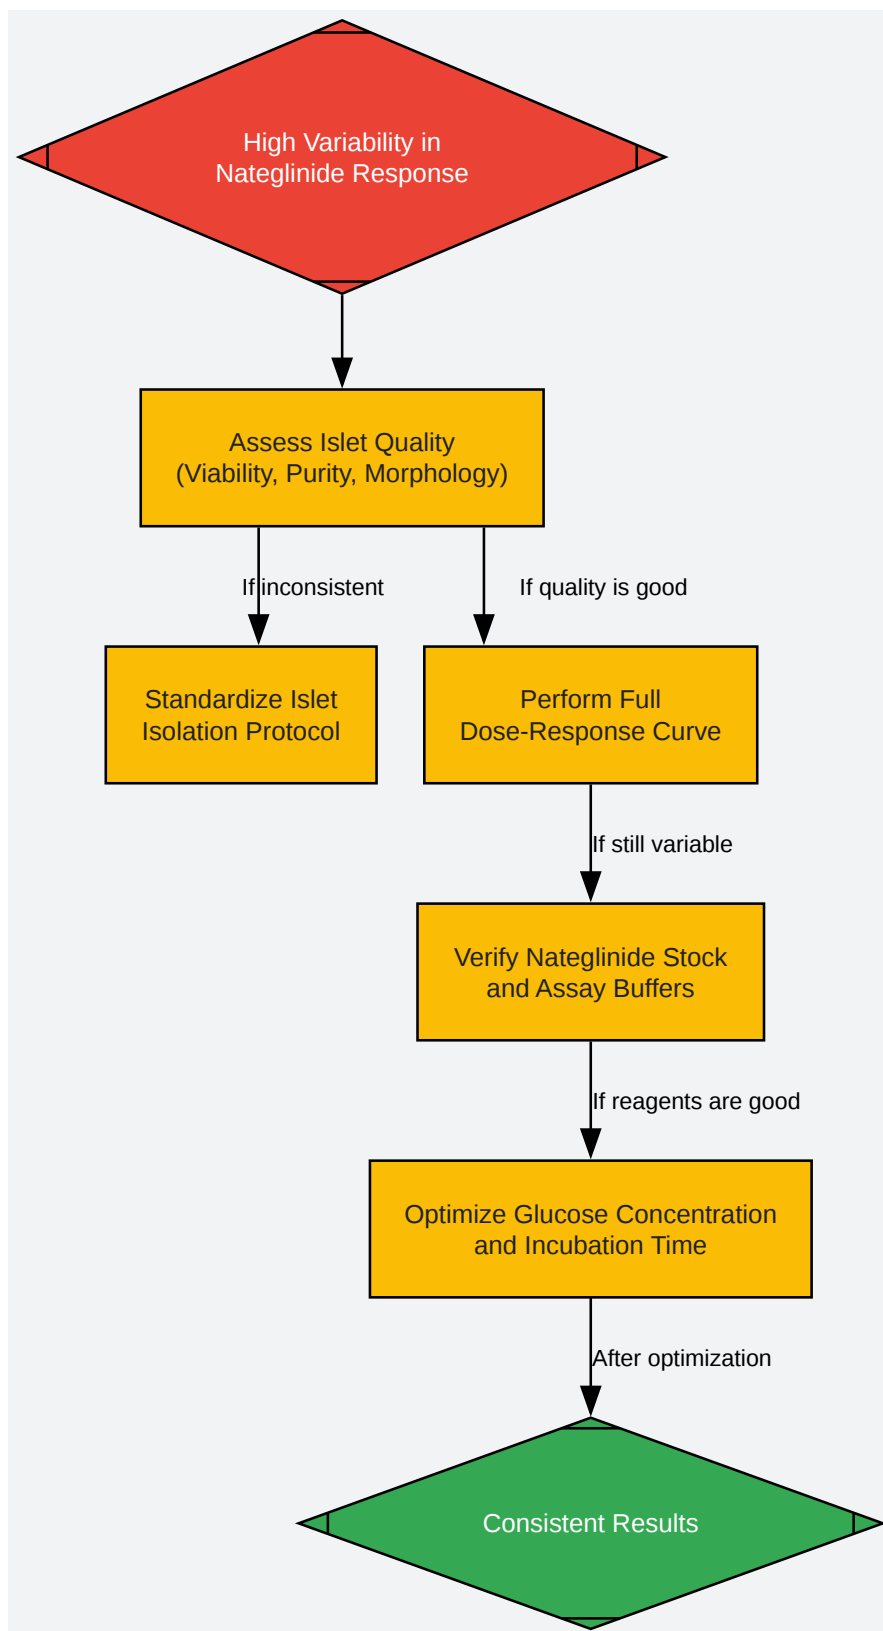 High Variability in
Nateglinide Response
Assess Islet Quality
(Viability, Purity, Morphology)
If inconsistent
If quality is good
Standardize Islet
Isolation Protocol
Perform Full
Dose-Response Curve
If still variable
Verify Nateglinide Stock
and Assay Buffers
If reagents are good
Optimize Glucose Concentration
and Incubation Time
After optimization
Consistent Results